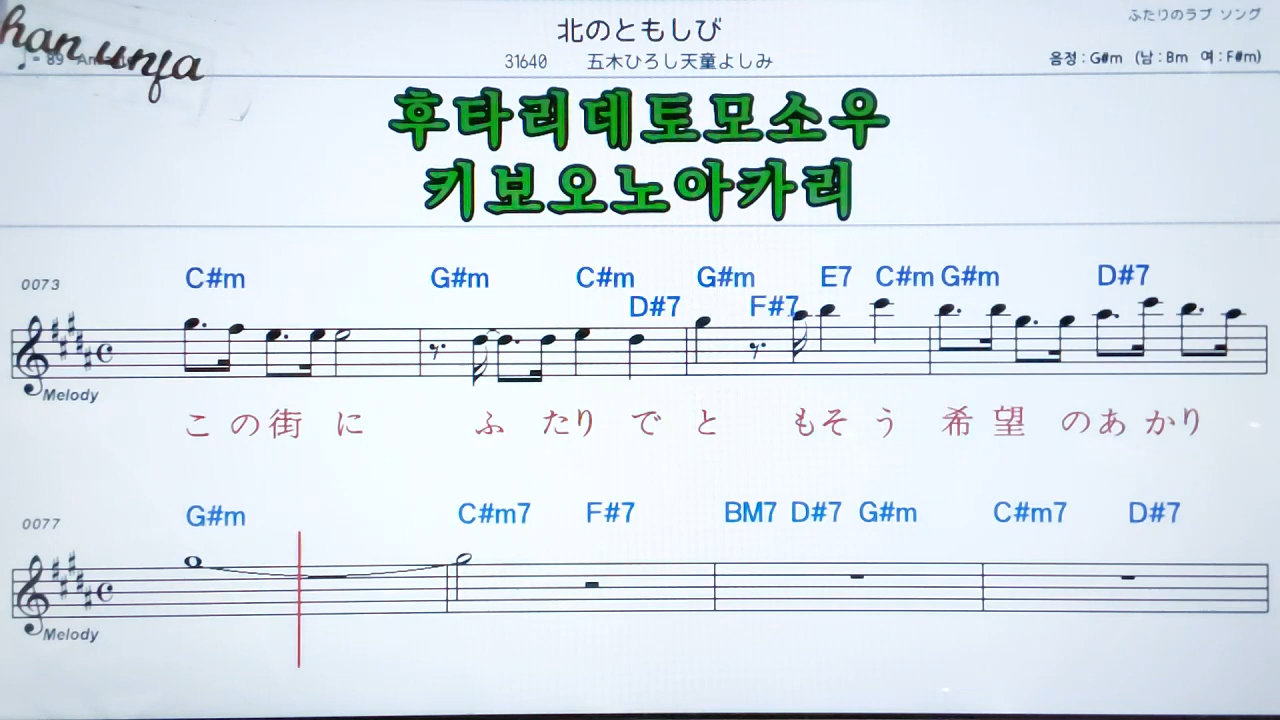 han unfa
ふたりのラブ ソング
北のともしび
31640 五木ひろし天童よしみ
음정 : G#m (남 : Bm 여 : F#m)
후타리데토모소우
키보오노아카리
0073
C#m G#m C#m D#7 G#m F#7 E7 C#m G#m D#7
Melody
この街に ふたりでともそう 希望のあかり
0077
G#m C#m7 F#7 BM7 D#7 G#m C#m7 D#7
Melody